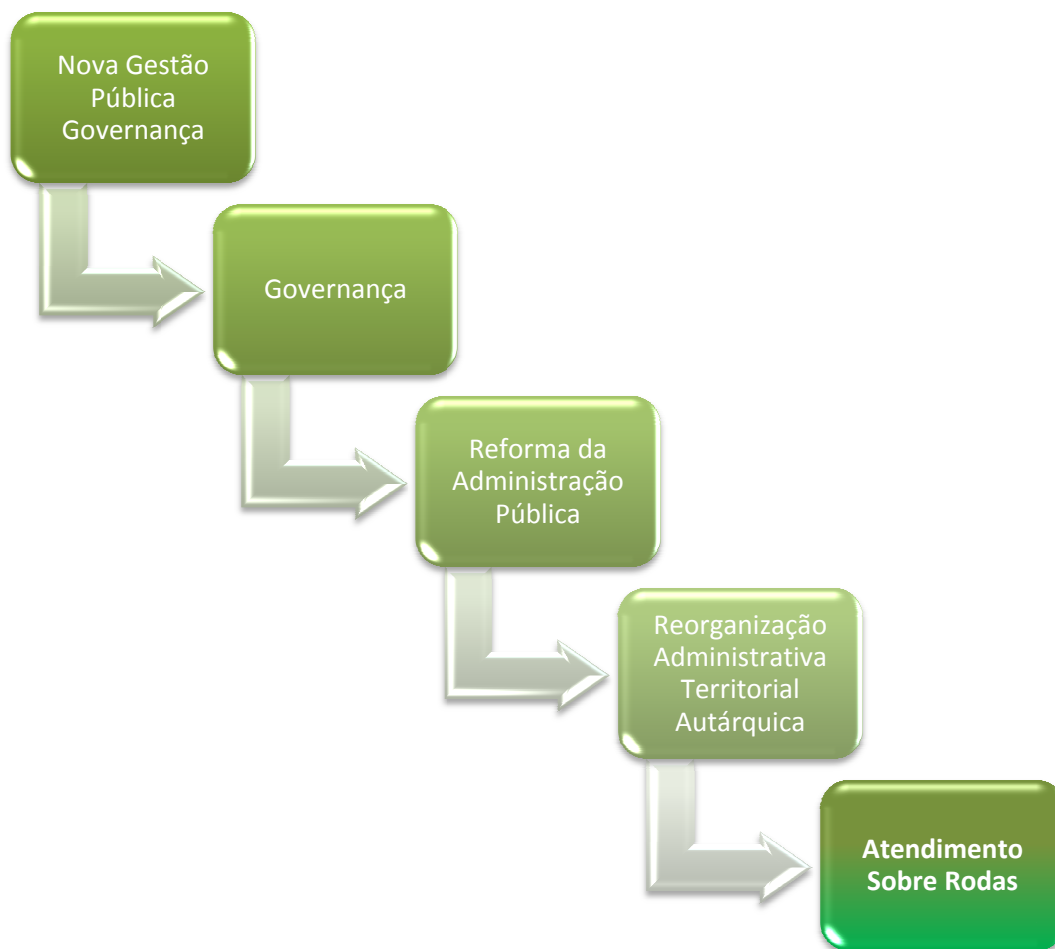 Nova Gestão
Pública
Governança
Governança
Reforma da
Administração
Pública
Reorganização
Administrativa
Territorial
Autárquica
Atendimento
Sobre Rodas